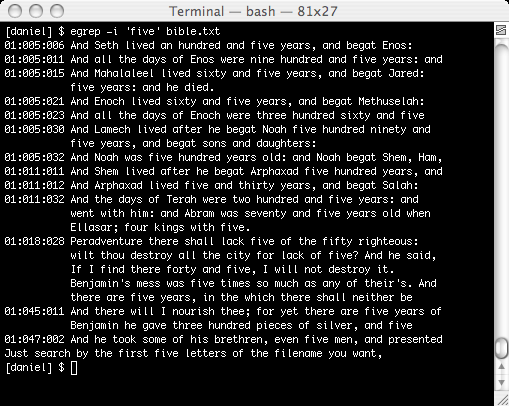 Terminal — bash — 81x27
[daniel] $ egrep -i 'five' bible.txt
01:005:006 And Seth lived an hundred and five years, and begat Enos:
01:005:011 And all the days of Enos were nine hundred and five years: and
01:005:015 And Mahalaleel lived sixty and five years, and begat Jared:
five years: and he died.
01:005:021 And Enoch lived sixty and five years, and begat Methuselah:
01:005:023 And all the days of Enoch were three hundred sixty and five
01:005:030 And Lamech lived after he begat Noah five hundred ninety and
five years, and begat sons and daughters:
01:005:032 And Noah was five hundred years old: and Noah begat Shem, Ham,
01:011:011 And Shem lived after he begat Arphaxad five hundred years, and
01:011:012 And Arphaxad lived five and thirty years, and begat Salah:
01:011:032 And the days of Terah were two hundred and five years: and
went with him: and Abram was seventy and five years old when
Ellasar; four kings with five.
01:018:028 Peradventure there shall lack five of the fifty righteous:
wilt thou destroy all the city for lack of five? And he said,
If I find there forty and five, I will not destroy it.
Benjamin's mess was five times so much as any of their's. And
there are five years, in the which there shall neither be
01:045:011 And there will I nourish thee; for yet there are five years of
Benjamin he gave three hundred pieces of silver, and five
01:047:002 And he took some of his brethren, even five men, and presented
Just search by the first five letters of the filename you want,
[daniel] $